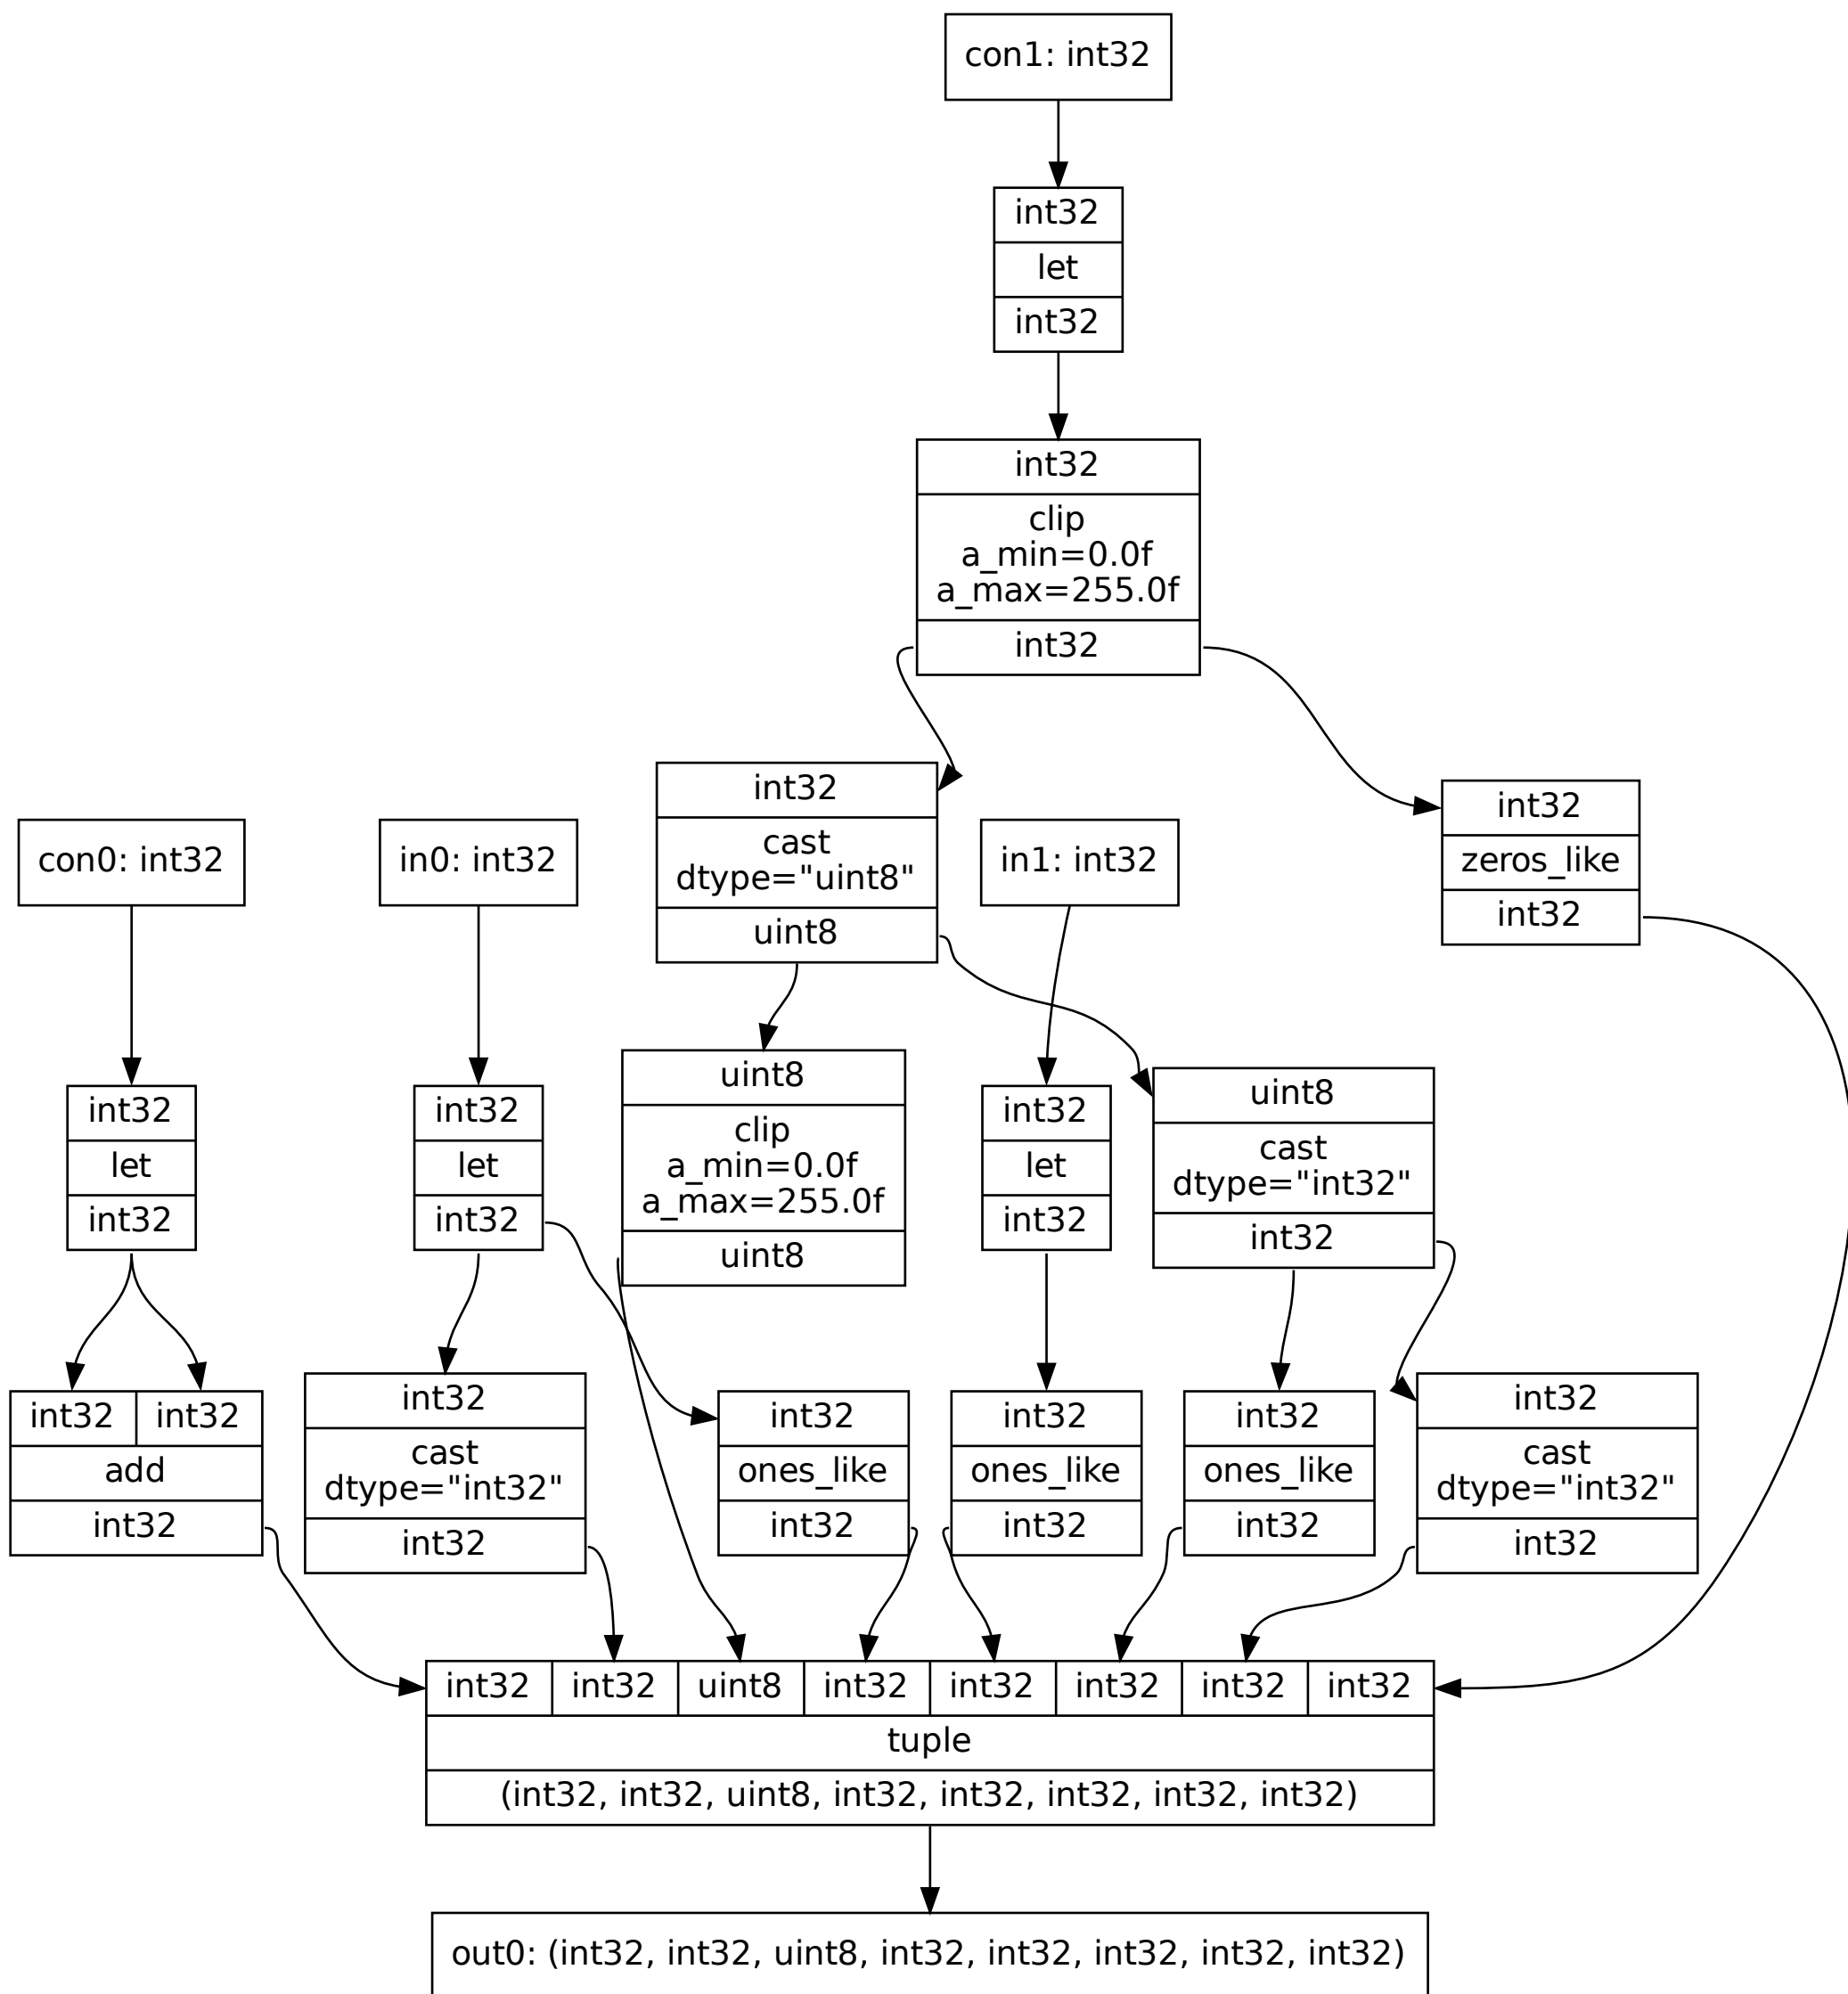 con1: int32
int32
let
int32
int32
clip
a_min=0.0f
a_max=255.0f
int32
int32
cast
dtype="uint8"
uint8
int32
zeros_like
int32
con0: int32
in0: int32
in1: int32
int32
let
int32
int32
let
int32
uint8
clip
a_min=0.0f
a_max=255.0f
uint8
int32
let
int32
uint8
cast
dtype="int32"
int32
int32 int32
add
int32
int32
cast
dtype="int32"
int32
int32
ones_like
int32
int32
ones_like
int32
int32
ones_like
int32
int32
cast
dtype="int32"
int32
int32 int32 uint8 int32 int32 int32 int32 int32
tuple
(int32, int32, uint8, int32, int32, int32, int32, int32)
out0: (int32, int32, uint8, int32, int32, int32, int32, int32)